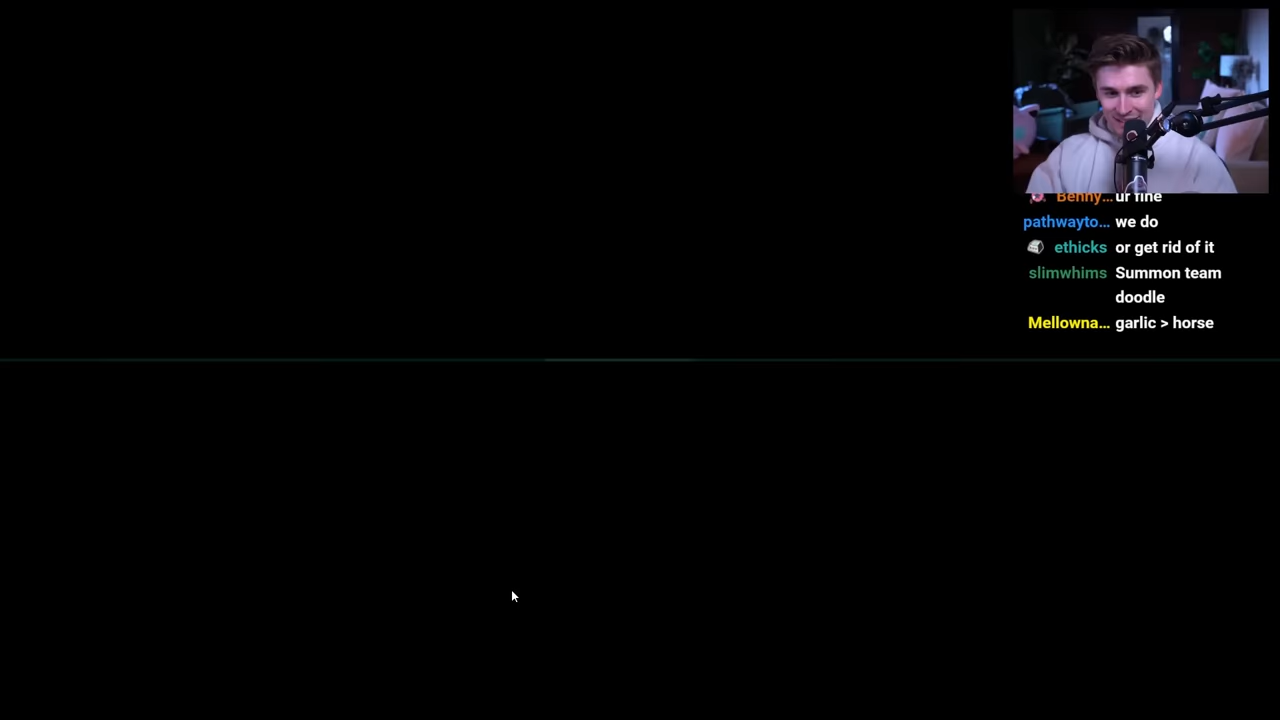 Benny… ur fine
pathwayto… we do
ethicks or get rid of it
slimwhims Summon team
doodle
Mellowna… garlic > horse